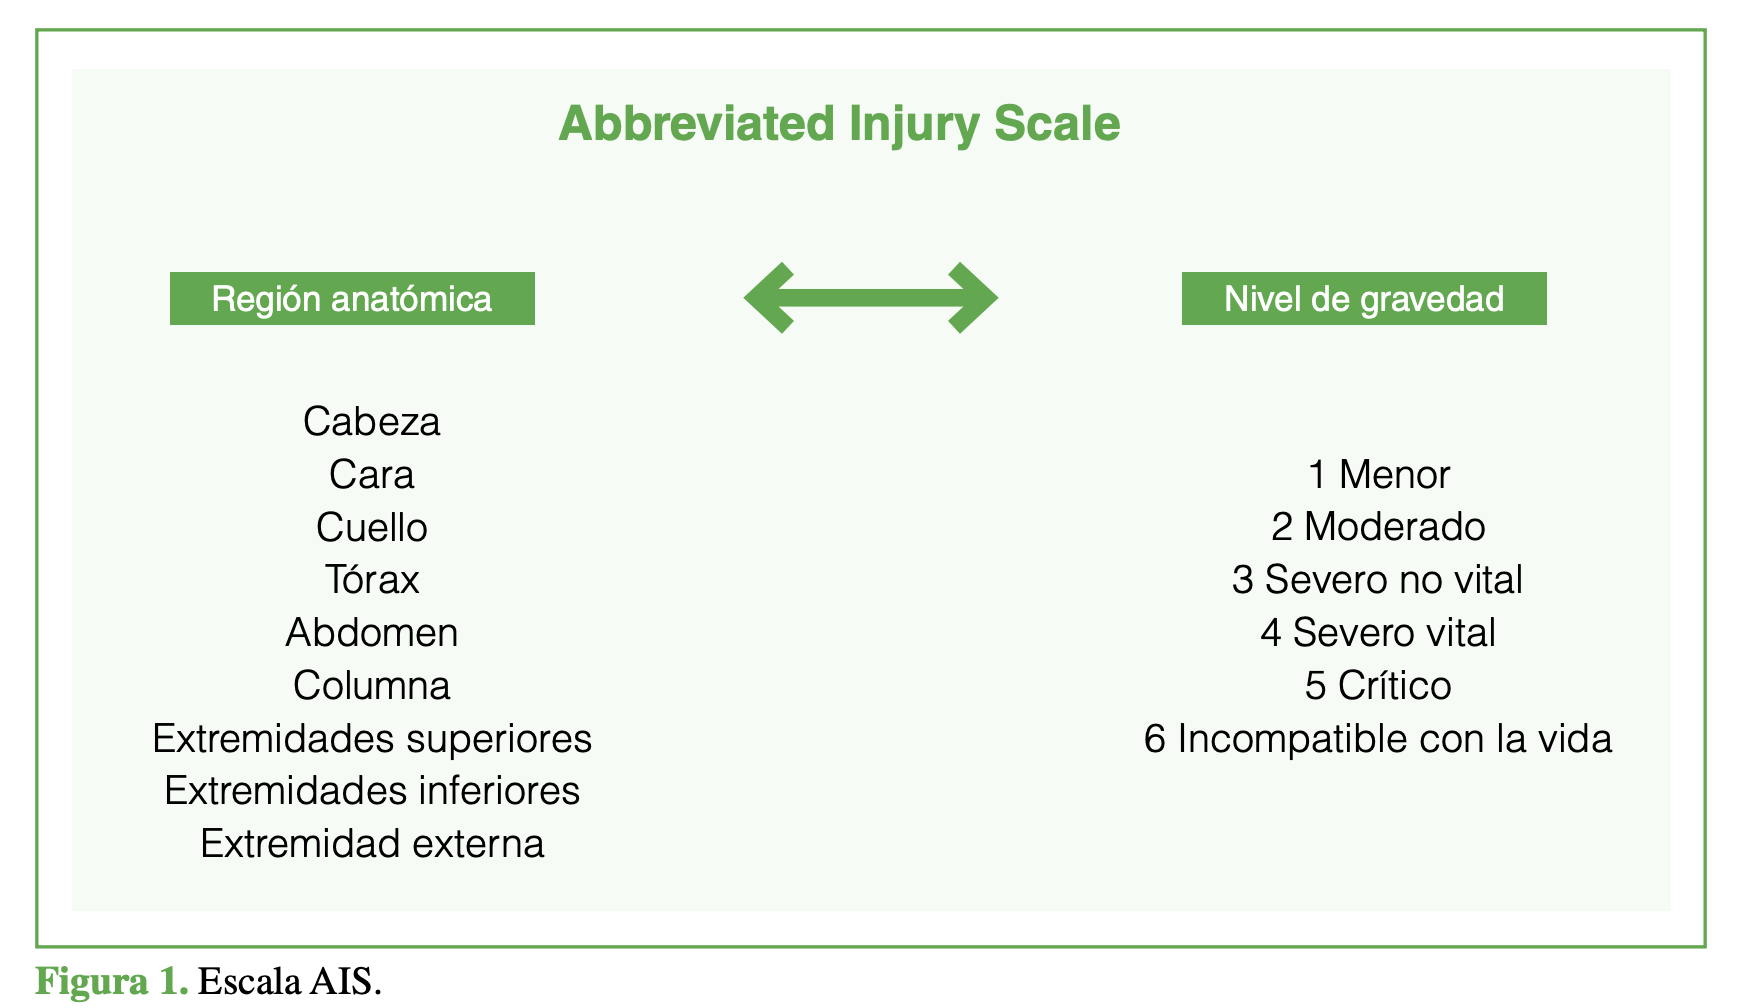 Abbreviated Injury Scale
Región anatómica
Nivel de gravedad
Cabeza
Cara
Cuello
Tórax
Abdomen
Columna
Extremidades superiores
Extremidades inferiores
Extremidad externa
1 Menor
2 Moderado
3 Severo no vital
4 Severo vital
5 Crítico
6 Incompatible con la vida
Figura 1. Escala AIS.